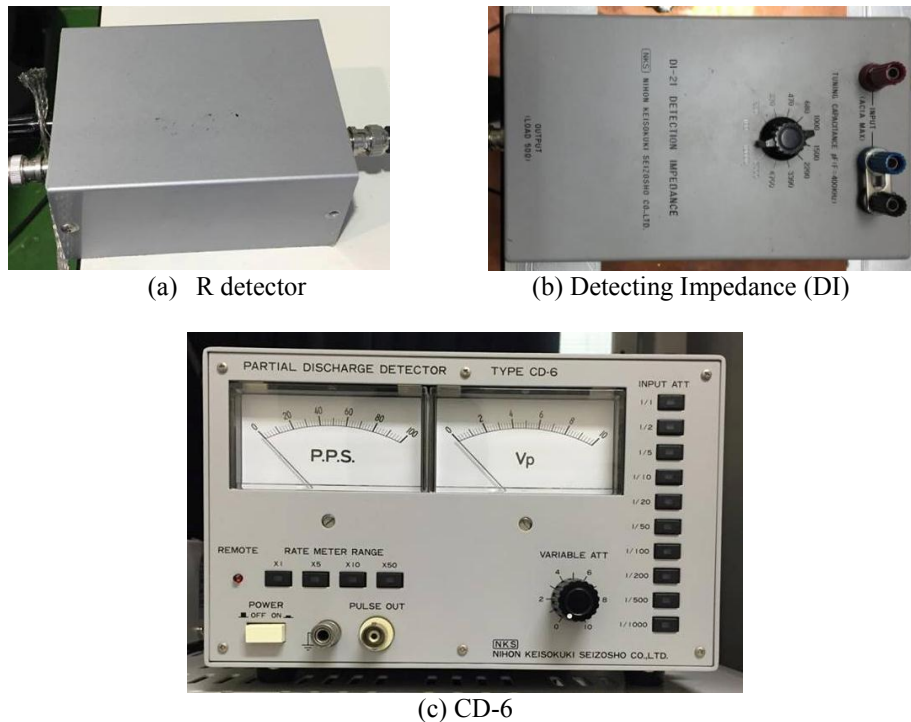 (a) R detector
DI-21 DETECTION IMPEDANCE
NKS NIHON KEISOKUKI SEIZOSHO CO.,LTD.
TUNING CAPACITANCE pF
470
680
1000
1500
2200
3300
INPUT
(AC1A MAX)
OUTPUT
(LOAD 50Ω)
(b) Detecting Impedance (DI)
PARTIAL DISCHARGE DETECTOR TYPE CD-6
0 20 40 60 80 100
P.P.S.
0 2 4 6 8 10
Vp
INPUT ATT
1/1
1/2
1/5
1/10
1/20
1/50
1/100
1/200
1/500
1/1000
REMOTE
RATE METER RANGE
X1 X5 X10 X50
VARIABLE ATT
0 2 4 6 8 10
POWER
OFF ON
PULSE OUT
NKS
NIHON KEISOKUKI SEIZOSHO CO.,LTD.
(c) CD-6